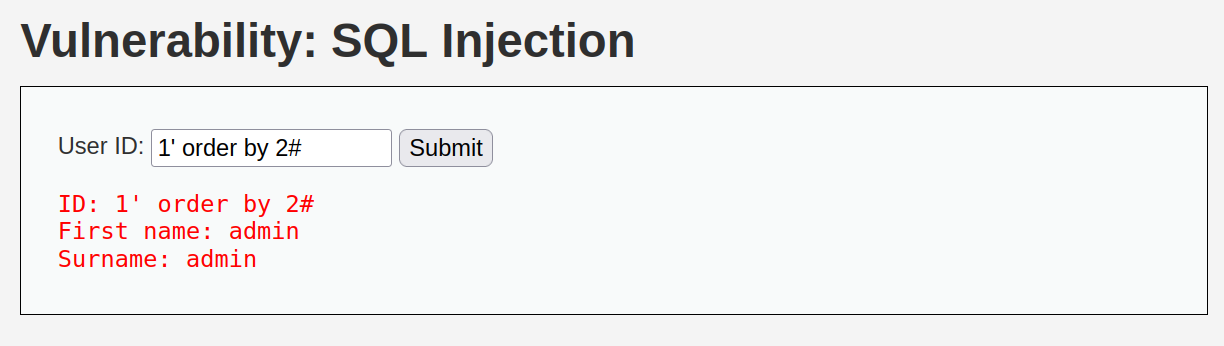 Vulnerability: SQL Injection
User ID: 1' order by 2# Submit
ID: 1' order by 2#
First name: admin
Surname: admin